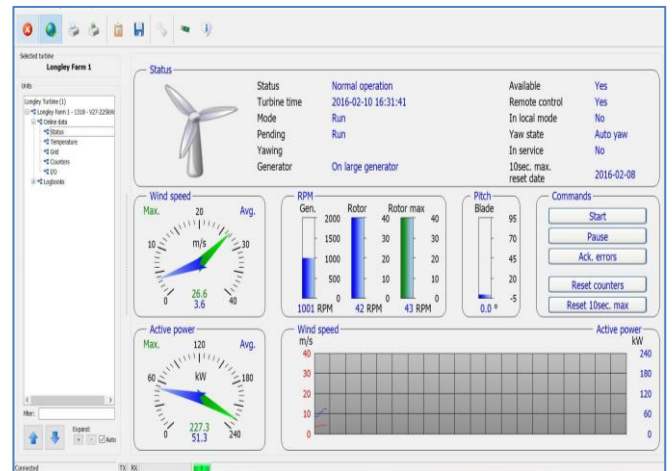 Selected turbine
Longley Farm 1
Units
Longley Turbine (1)
Longley Farm 1 - 1318 - V27-225kW
Online data
Status
Temperature
Grid
Counters
I/O
Logbooks
Filter:
Expand:
+ - Auto
Connected TX RX
Status
Status Normal operation
Turbine time 2016-02-10 16:31:41
Mode Run
Pending Run
Yawing
Generator On large generator
Available Yes
Remote control Yes
In local mode No
Yaw state Auto yaw
In service No
10sec. max.
reset date 2016-02-08
Wind speed
Max. 20 Avg.
10 m/s 30
0 26.6 40
3.6
RPM
Gen. Rotor Rotor max
2000 40 40
1500 30 30
1000 20 20
500 10 10
0 0 0
1001 RPM 42 RPM 43 RPM
Pitch
Blade
95
70
45
20
-5
0.0 °
Commands
Start
Pause
Ack. errors
Reset counters
Reset 10sec. max
Active power
Max. 120 Avg.
60 kW 180
0 227.3 240
51.3
Wind speed Active power
m/s kW
40 240
30 180
20 120
10 60
0 0